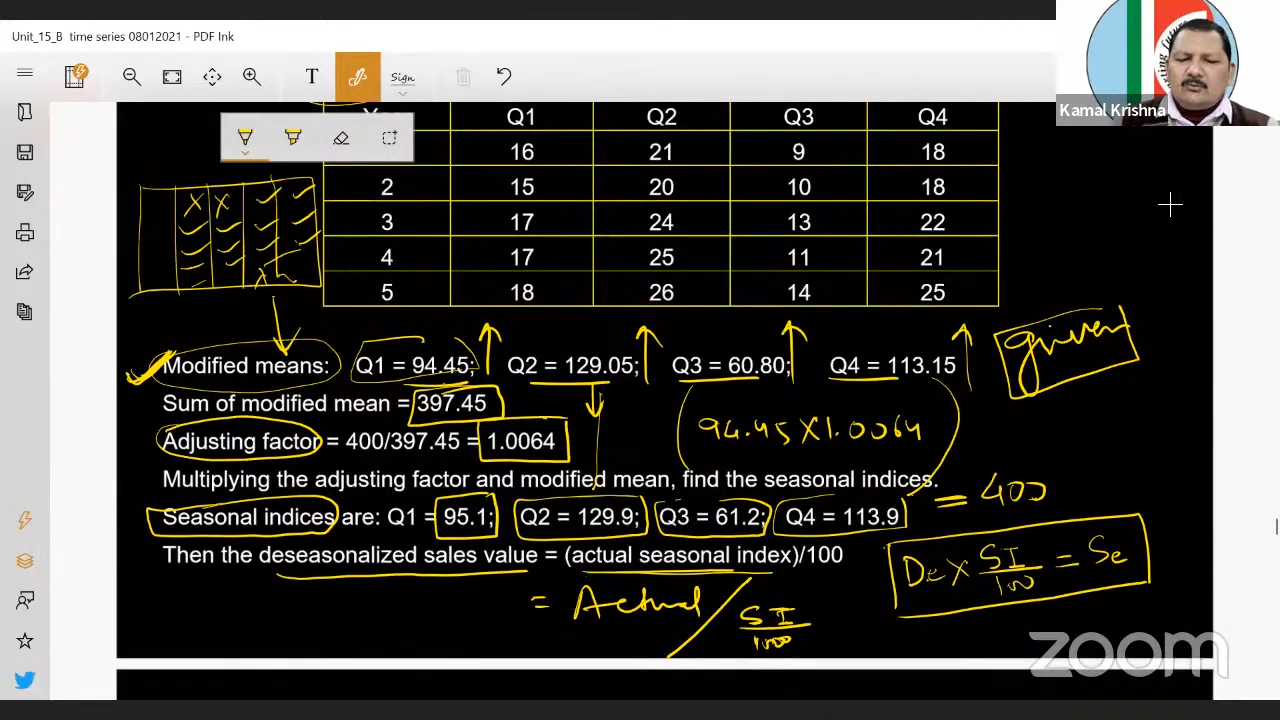 Unit_15_B time series 08012021 - PDF Ink
T
Sign
Kamal Krishna
Q1 Q2 Q3 Q4
16 21 9 18
2 15 20 10 18
3 17 24 13 22
4 17 25 11 21
5 18 26 14 25
given
Modified means: Q1 = 94.45; Q2 = 129.05; Q3 = 60.80; Q4 = 113.15
Sum of modified mean = 397.45
94.45 X 1.0064
Adjusting factor = 400/397.45 = 1.0064
Multiplying the adjusting factor and modified mean, find the seasonal indices.
= 400
Seasonal indices are: Q1 = 95.1; Q2 = 129.9; Q3 = 61.2; Q4 = 113.9
Then the deseasonalized sales value = (actual seasonal index)/100
De X SI/100 = Se
= Actual / SI/100
zoom